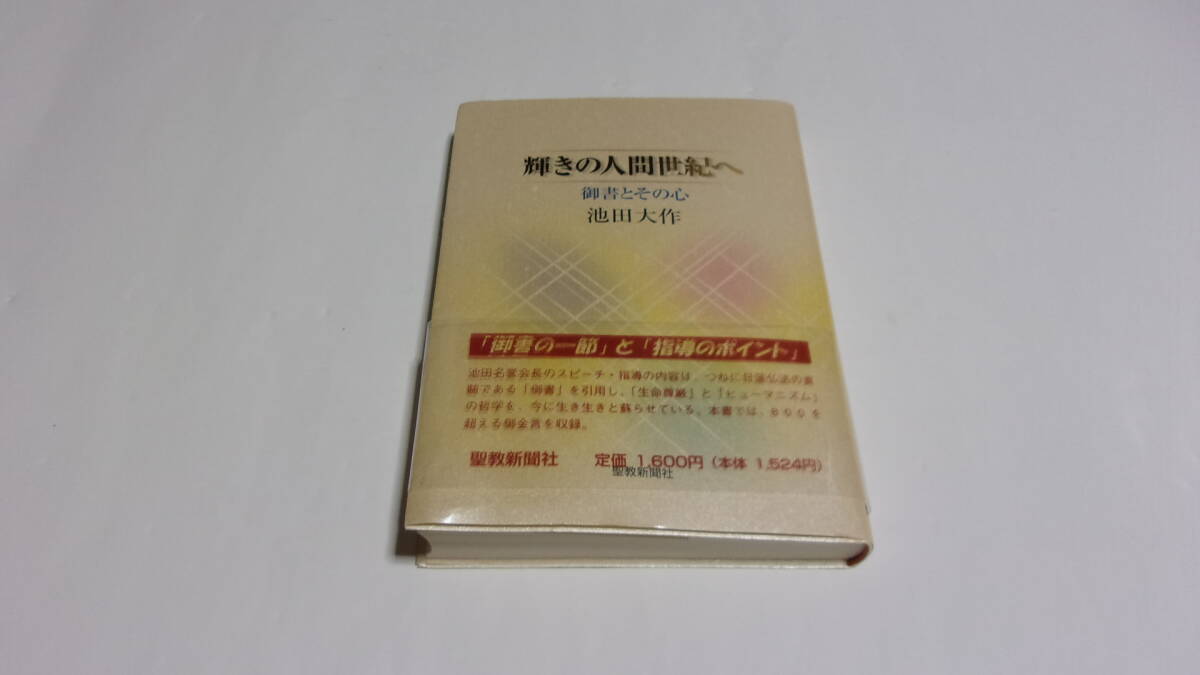 輝きの人間世紀へ
御書とその心
池田大作
「御書の一節」と「指導のポイント」
池田名誉会長のスピーチ・指導の内容は、つねに日蓮仏法の真
髄である「御書」を引用し、「生命尊厳」と「ヒューマニズム」
の哲学を、今に生き生きと蘇らせている。本書では、800を
超える御金言を収録。
聖教新聞社 定価 1,600円（本体 1,524円）
聖教新聞社